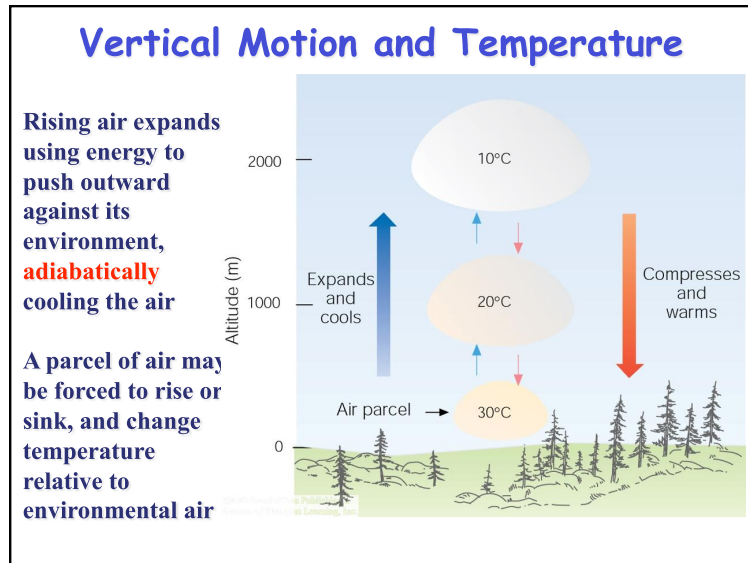 Vertical Motion and Temperature
Rising air expands
using energy to
push outward
against its
environment,
adiabatically
cooling the air
A parcel of air may
be forced to rise or
sink, and change
temperature
relative to
environmental air
Altitude (m)
2000
1000
0
10°C
20°C
30°C
Expands
and
cools
Compresses
and
warms
Air parcel
Learning, Inc.